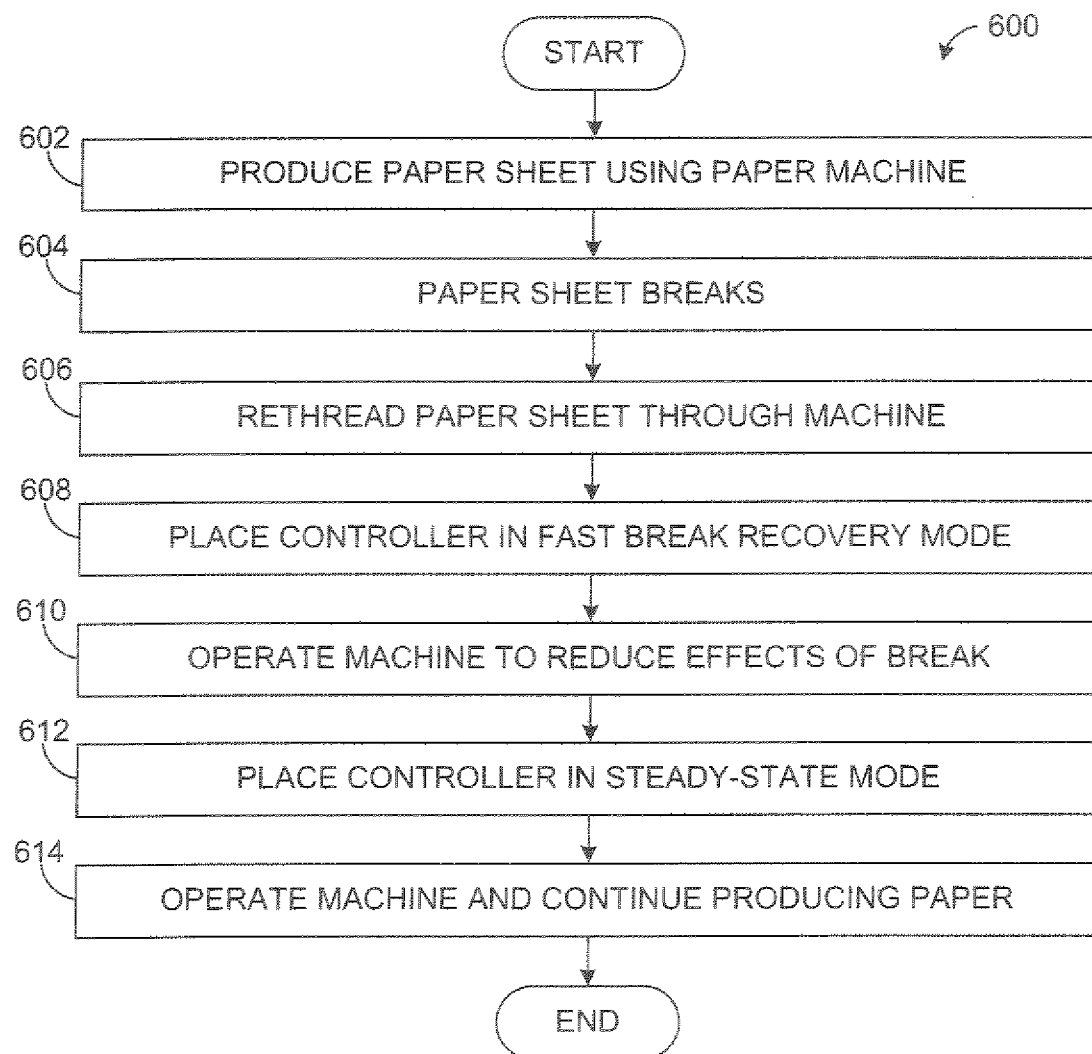 START
600
602
PRODUCE PAPER SHEET USING PAPER MACHINE
604
PAPER SHEET BREAKS
606
RETHREAD PAPER SHEET THROUGH MACHINE
608
PLACE CONTROLLER IN FAST BREAK RECOVERY MODE
610
OPERATE MACHINE TO REDUCE EFFECTS OF BREAK
612
PLACE CONTROLLER IN STEADY-STATE MODE
614
OPERATE MACHINE AND CONTINUE PRODUCING PAPER
END